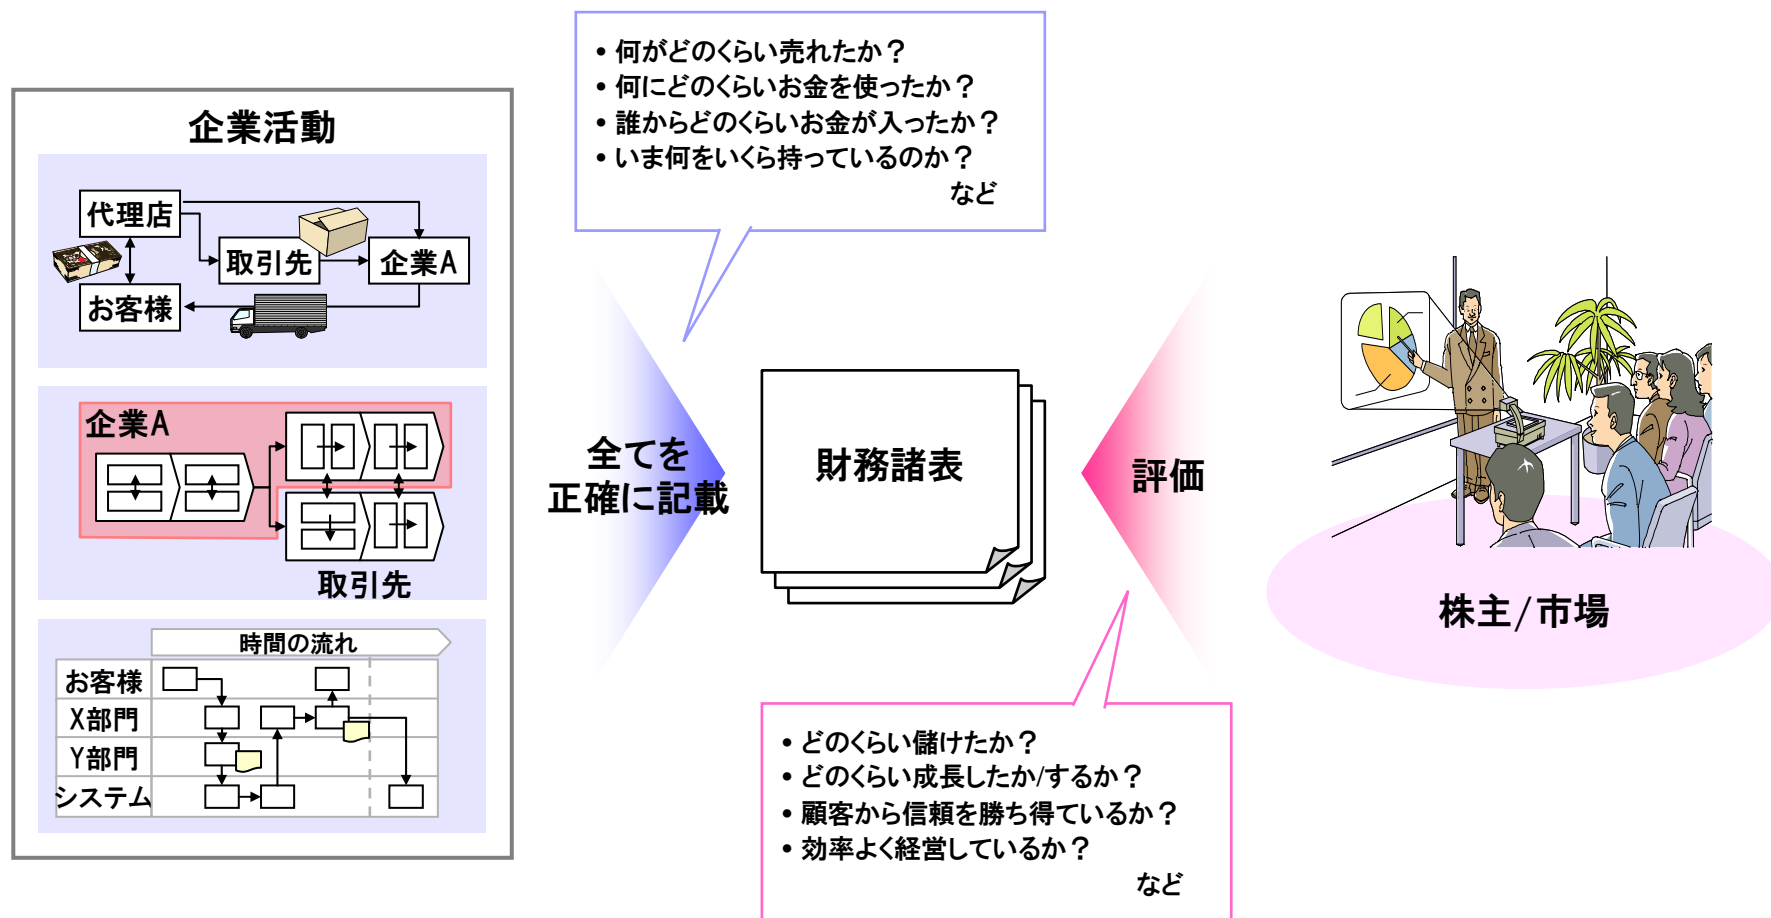 企業活動
代理店
取引先
企業A
お客様
企業A
取引先
時間の流れ
お客様
X部門
Y部門
システム
• 何がどのくらい売れたか？
• 何にどのくらいお金を使ったか？
• 誰からどのくらいお金が入ったか？
• いま何をいくら持っているのか？
など
全てを
正確に記載
財務諸表
評価
• どのくらい儲けたか？
• どのくらい成長したか/するか？
• 顧客から信頼を勝ち得ているか？
• 効率よく経営しているか？
など
株主/市場